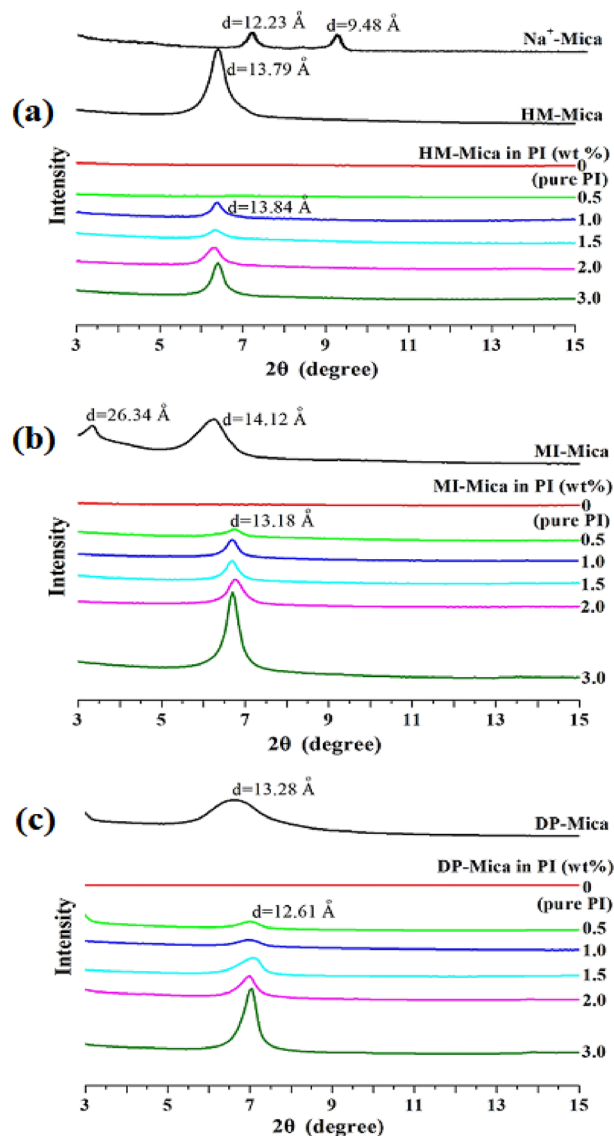 d=12.23 Å
d=9.48 Å
Na⁺-Mica
d=13.79 Å
(a)
HM-Mica
HM-Mica in PI (wt %)
0
(pure PI)
0.5
d=13.84 Å
1.0
1.5
2.0
3.0
Intensity
3 5 7 9 11 13 15
2θ (degree)
(b)
d=26.34 Å
d=14.12 Å
MI-Mica
MI-Mica in PI (wt%)
0
(pure PI)
d=13.18 Å
0.5
1.0
1.5
2.0
3.0
Intensity
3 5 7 9 11 13 15
2θ (degree)
d=13.28 Å
(c)
DP-Mica
DP-Mica in PI (wt%)
0
(pure PI)
d=12.61 Å
0.5
1.0
1.5
2.0
3.0
Intensity
3 5 7 9 11 13 15
2θ (degree)